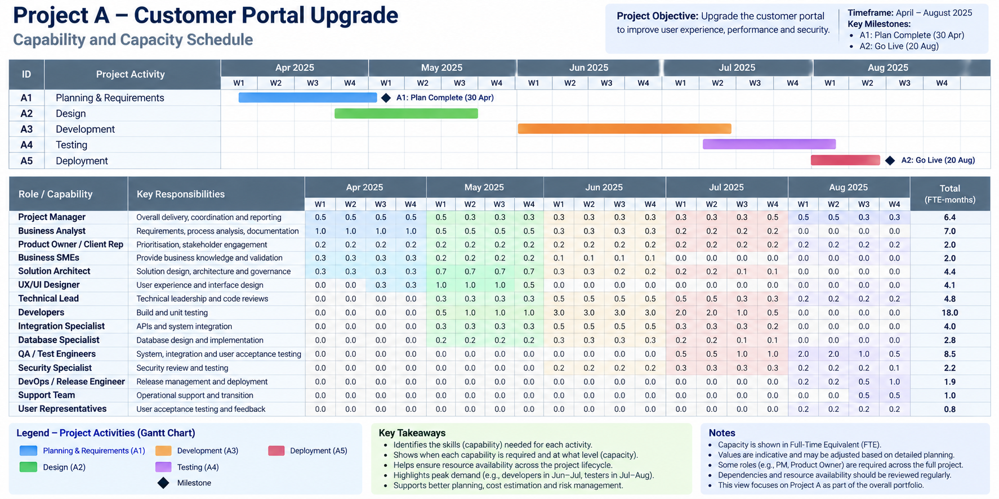 Project A – Customer Portal Upgrade
Capability and Capacity Schedule
Project Objective: Upgrade the customer portal
to improve user experience, performance and security.
Timeframe: April – August 2025
Key Milestones:
• A1: Plan Complete (30 Apr)
• A2: Go Live (20 Aug)
ID Project Activity Apr 2025 May 2025 Jun 2025 Jul 2025 Aug 2025
W1 W2 W3 W4 W1 W2 W3 W4 W1 W2 W3 W4 W1 W2 W3 W4 W1 W2 W3 W4
A1 Planning & Requirements A1: Plan Complete (30 Apr)
A2 Design
A3 Development
A4 Testing
A5 Deployment A2: Go Live (20 Aug)
Role / Capability Key Responsibilities Apr 2025 May 2025 Jun 2025 Jul 2025 Aug 2025 Total
(FTE-months)
W1 W2 W3 W4 W1 W2 W3 W4 W1 W2 W3 W4 W1 W2 W3 W4 W1 W2 W3 W4
Project Manager Overall delivery, coordination and reporting 0.5 0.5 0.5 0.5 0.5 0.3 0.3 0.3 0.3 0.3 0.3 0.3 0.3 0.3 0.3 0.5 0.5 0.5 0.3 0.3 6.4
Business Analyst Requirements, process analysis, documentation 1.0 1.0 1.0 1.0 0.5 0.5 0.5 0.5 0.3 0.3 0.3 0.3 0.2 0.2 0.2 0.2 0.0 0.0 0.0 0.0 7.0
Product Owner / Client Rep Prioritisation, stakeholder engagement 0.2 0.2 0.2 0.2 0.2 0.2 0.2 0.2 0.2 0.2 0.2 0.2 0.2 0.2 0.2 0.2 0.2 0.2 0.2 0.2 2.0
Business SMEs Provide business knowledge and validation 0.3 0.3 0.3 0.3 0.2 0.2 0.2 0.2 0.1 0.1 0.1 0.1 0.0 0.0 0.0 0.0 0.0 0.0 0.0 0.0 2.0
Solution Architect Solution design, architecture and governance 0.3 0.3 0.3 0.3 0.7 0.7 0.7 0.7 0.3 0.3 0.2 0.2 0.2 0.2 0.1 0.1 0.0 0.0 0.0 0.0 4.4
UX/UI Designer User experience and interface design 0.0 0.0 0.3 0.3 1.0 1.0 1.0 0.5 0.0 0.0 0.0 0.0 0.0 0.0 0.0 0.0 0.0 0.0 0.0 0.0 4.1
Technical Lead Technical leadership and code reviews 0.0 0.0 0.0 0.0 0.3 0.3 0.3 0.3 0.5 0.5 0.5 0.5 0.5 0.5 0.3 0.3 0.2 0.2 0.2 0.2 4.8
Developers Build and unit testing 0.0 0.0 0.0 0.0 0.5 1.0 1.0 1.0 3.0 3.0 3.0 3.0 2.0 2.0 1.0 0.5 0.0 0.0 0.0 0.0 18.0
Integration Specialist APIs and system integration 0.0 0.0 0.0 0.0 0.3 0.3 0.3 0.3 0.5 0.5 0.5 0.5 0.3 0.3 0.3 0.2 0.0 0.0 0.0 0.0 4.0
Database Specialist Database design and implementation 0.0 0.0 0.0 0.0 0.2 0.2 0.2 0.2 0.3 0.3 0.3 0.3 0.2 0.2 0.1 0.1 0.0 0.0 0.0 0.0 2.8
QA / Test Engineers System, integration and user acceptance testing 0.0 0.0 0.0 0.0 0.0 0.0 0.0 0.0 0.0 0.0 0.0 0.0 0.5 0.5 1.0 1.0 2.0 2.0 1.0 0.5 8.5
Security Specialist Security review and testing 0.0 0.0 0.0 0.0 0.0 0.0 0.0 0.0 0.2 0.2 0.2 0.2 0.3 0.3 0.3 0.3 0.2 0.2 0.2 0.1 2.2
DevOps / Release Engineer Release management and deployment 0.0 0.0 0.0 0.0 0.0 0.0 0.0 0.0 0.0 0.0 0.0 0.0 0.0 0.0 0.0 0.0 0.2 0.2 0.5 1.0 1.9
Support Team Operational support and transition 0.0 0.0 0.0 0.0 0.0 0.0 0.0 0.0 0.0 0.0 0.0 0.0 0.0 0.0 0.0 0.0 0.0 0.0 0.5 0.5 1.0
User Representatives User acceptance testing and feedback 0.0 0.0 0.0 0.0 0.0 0.0 0.0 0.0 0.0 0.0 0.0 0.0 0.0 0.0 0.0 0.0 0.2 0.2 0.2 0.2 0.8
Legend – Project Activities (Gantt Chart)
Planning & Requirements (A1) Development (A3) Deployment (A5)
Design (A2) Testing (A4)
Milestone
Key Takeaways
• Identifies the skills (capability) needed for each activity.
• Shows when each capability is required and at what level (capacity).
• Helps ensure resource availability across the project lifecycle.
• Highlights peak demand (e.g., developers in Jun–Jul, testers in Jul–Aug).
• Supports better planning, cost estimation and risk management.
Notes
• Capacity is shown in Full-Time Equivalent (FTE).
• Values are indicative and may be adjusted based on detailed planning.
• Some roles (e.g., PM, Product Owner) are required across the full project.
• Dependencies and resource availability should be reviewed regularly.
• This view focuses on Project A as part of the overall portfolio.